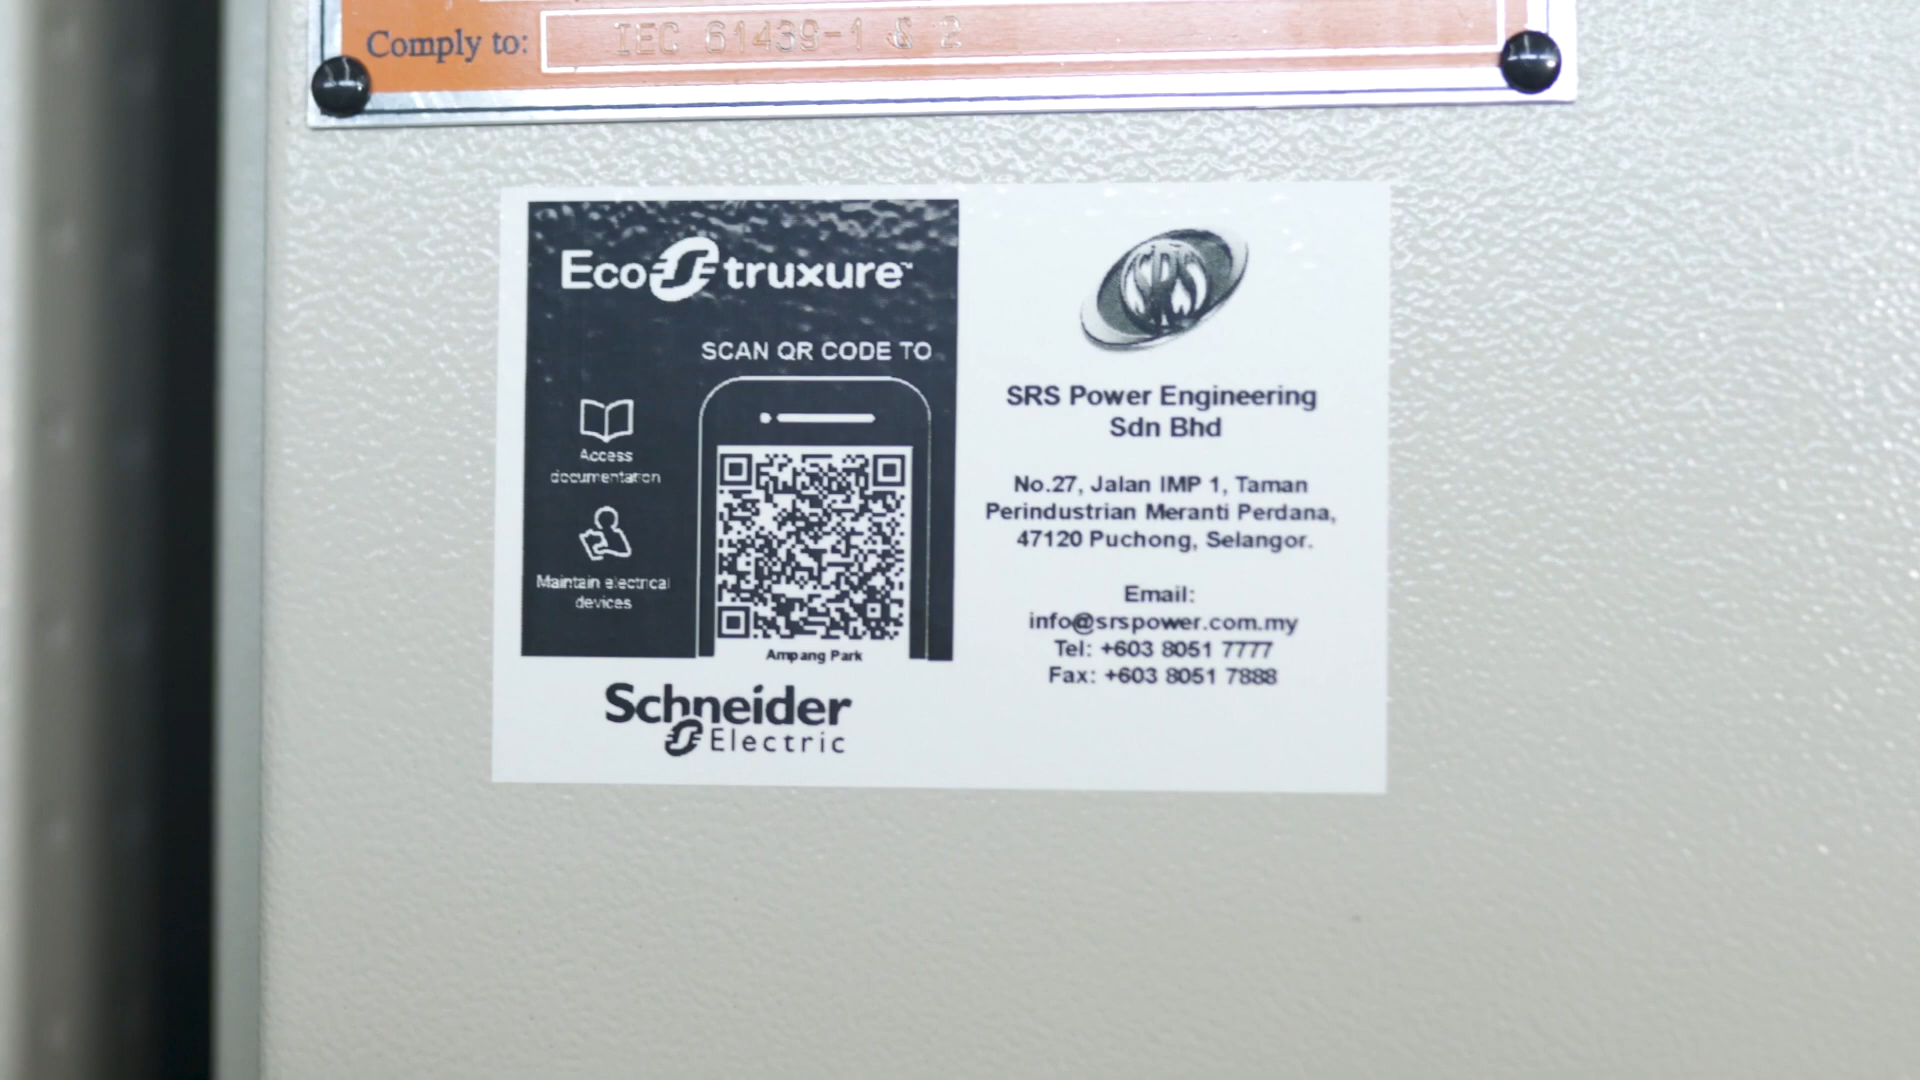 Comply to: IEC 61439-1 & 2
EcoStruxure™
SCAN QR CODE TO
Access
documentation
Maintain electrical
devices
Ampang Park
Schneider
Electric
SRS
SRS Power Engineering
Sdn Bhd
No.27, Jalan IMP 1, Taman
Perindustrian Meranti Perdana,
47120 Puchong, Selangor.
Email:
info@srspower.com.my
Tel: +603 8051 7777
Fax: +603 8051 7888